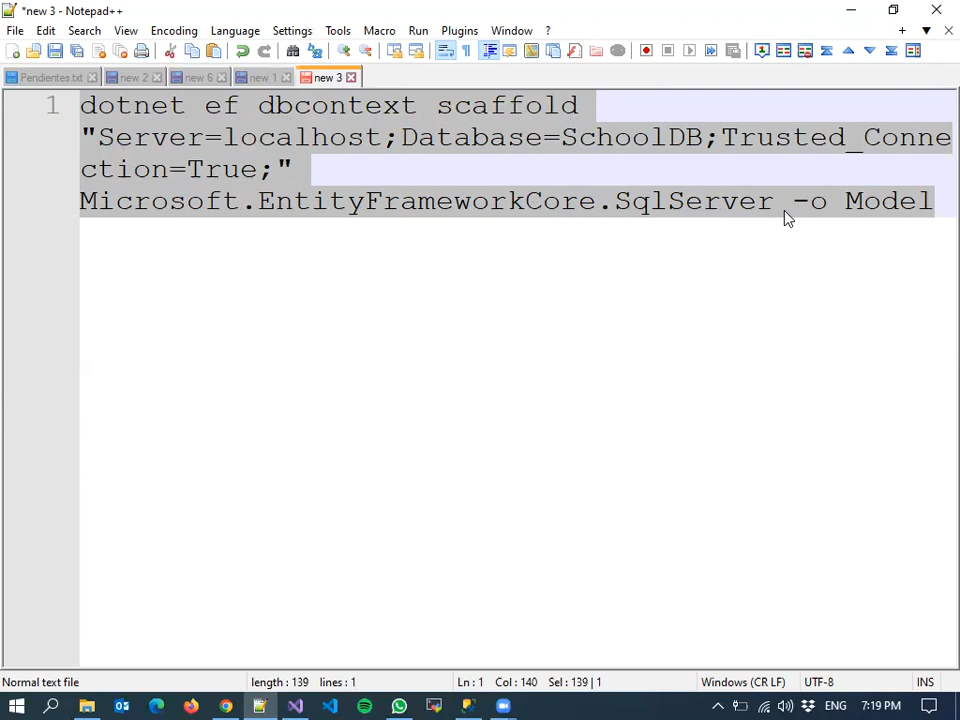 *new 3 - Notepad++
File Edit Search View Encoding Language Settings Tools Macro Run Plugins Window ?
Pendientes.txt new 2 new 6 new 1 new 3
1 dotnet ef dbcontext scaffold
"Server=localhost;Database=SchoolDB;Trusted_Conne
ction=True;"
Microsoft.EntityFrameworkCore.SqlServer -o Model
Normal text file length : 139 lines : 1 Ln : 1 Col : 140 Sel : 139 | 1 Windows (CR LF) UTF-8 INS
ENG 7:19 PM